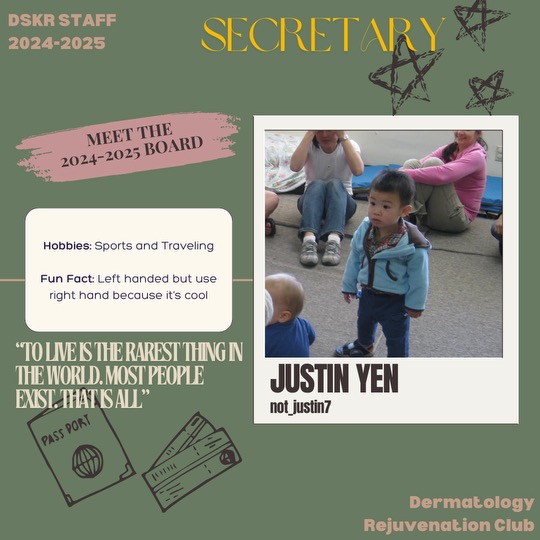 DSKR STAFF
2024-2025
SECRETARY
MEET THE
2024-2025 BOARD
Hobbies: Sports and Traveling
Fun Fact: Left handed but use
right hand because it's cool
"TO LIVE IS THE RAREST THING IN
THE WORLD. MOST PEOPLE
EXIST. THAT IS ALL"
PASSPORT
JUSTIN YEN
not_justin7
Dermatology
Rejuvenation Club